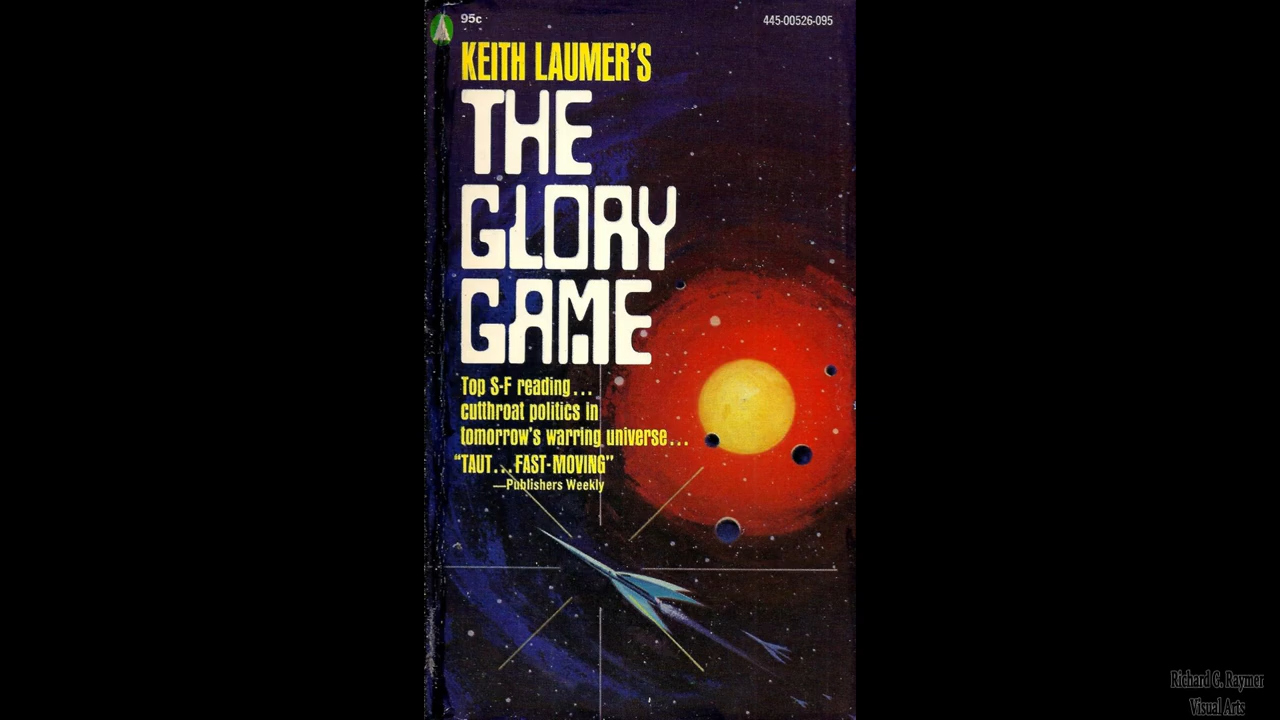 95c
445-00526-095
KEITH LAUMER'S
THE
GLORY
GAME
Top S-F reading...
cutthroat politics in
tomorrow's warring universe...
"TAUT...FAST-MOVING"
—Publishers Weekly
Richard G. Raymer
Visual Arts